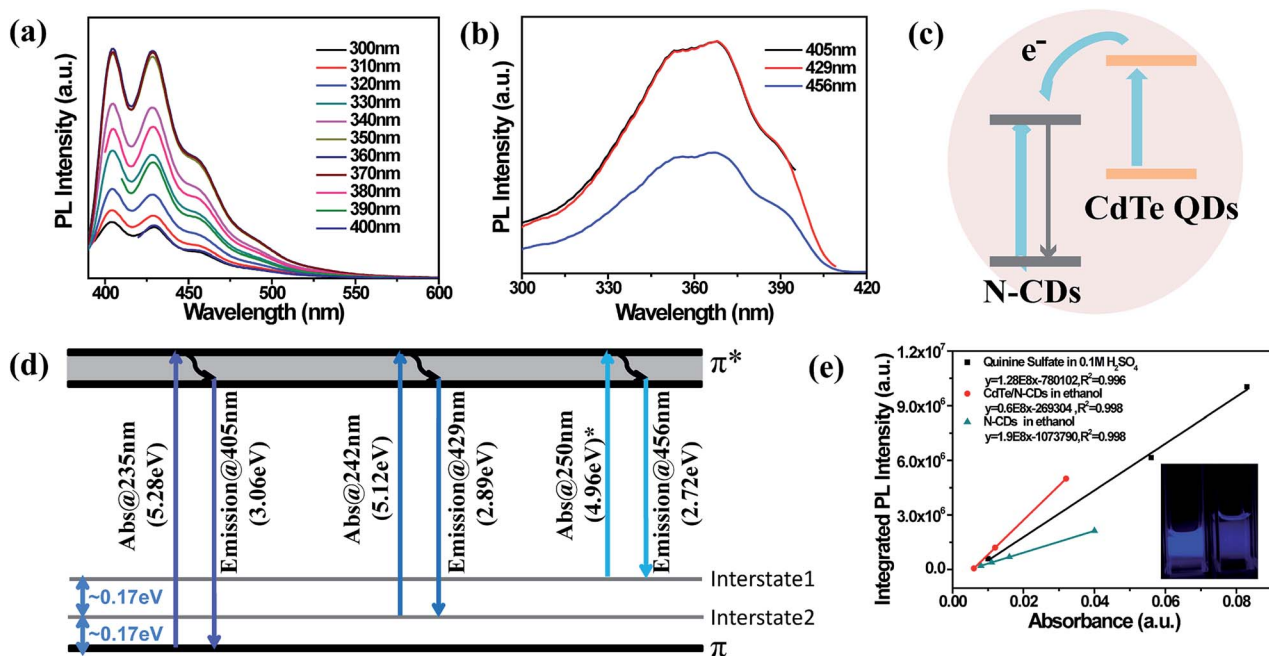 (a)
PL Intensity (a.u.)
300nm
310nm
320nm
330nm
340nm
350nm
360nm
370nm
380nm
390nm
400nm
400 450 500 550 600
Wavelength (nm)
(b)
PL Intensity (a.u.)
405nm
429nm
456nm
300 330 360 390 420
Wavelength (nm)
(c)
e⁻
CdTe QDs
N-CDs
(d)
π*
Abs@235nm
(5.28eV)
Emission@405nm
(3.06eV)
Abs@242nm
(5.12eV)
Emission@429nm
(2.89eV)
Abs@250nm
(4.96eV)*
Emission@456nm
(2.72eV)
Interstate1
~0.17eV
Interstate2
~0.17eV
π
(e)
Integrated PL Intensity (a.u.)
1.2x10⁷
9.0x10⁶
6.0x10⁶
3.0x10⁶
0.0
Quinine Sulfate in 0.1M H₂SO₄
y=1.28E8x-780102,R²=0.996
CdTe/N-CDs in ethanol
y=0.6E8x-269304 ,R²=0.998
N-CDs in ethanol
y=1.9E8x-1073790,R²=0.998
0.00 0.02 0.04 0.06 0.08
Absorbance (a.u.)